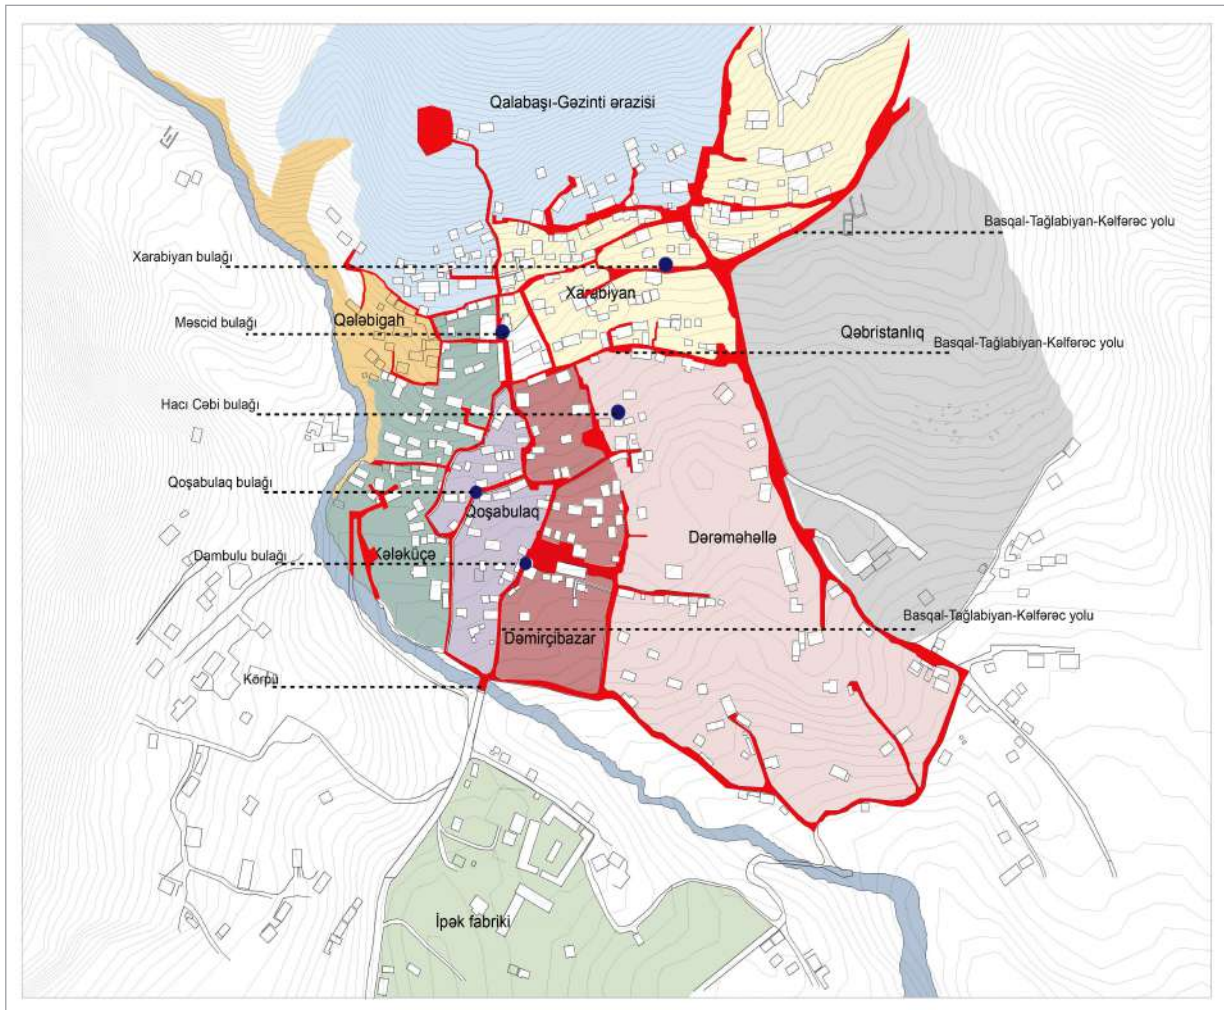 Qalabaşı-Gəzinti ərazisi
Basqal-Tağlabiyan-Kəlfərəc yolu
Xarabiyan bulağı
Xarabiyan
Qələbigah
Məscid bulağı
Qəbristanlıq
Basqal-Tağlabiyan-Kəlfərəc yolu
Hacı Cəbi bulağı
Qoşabulaq bulağı
Qoşabulaq
Dərəməhəllə
Kələküçə
Dambulu bulağı
Basqal-Tağlabiyan-Kəlfərəc yolu
Dəmirçibazar
Körpü
İpək fabriki